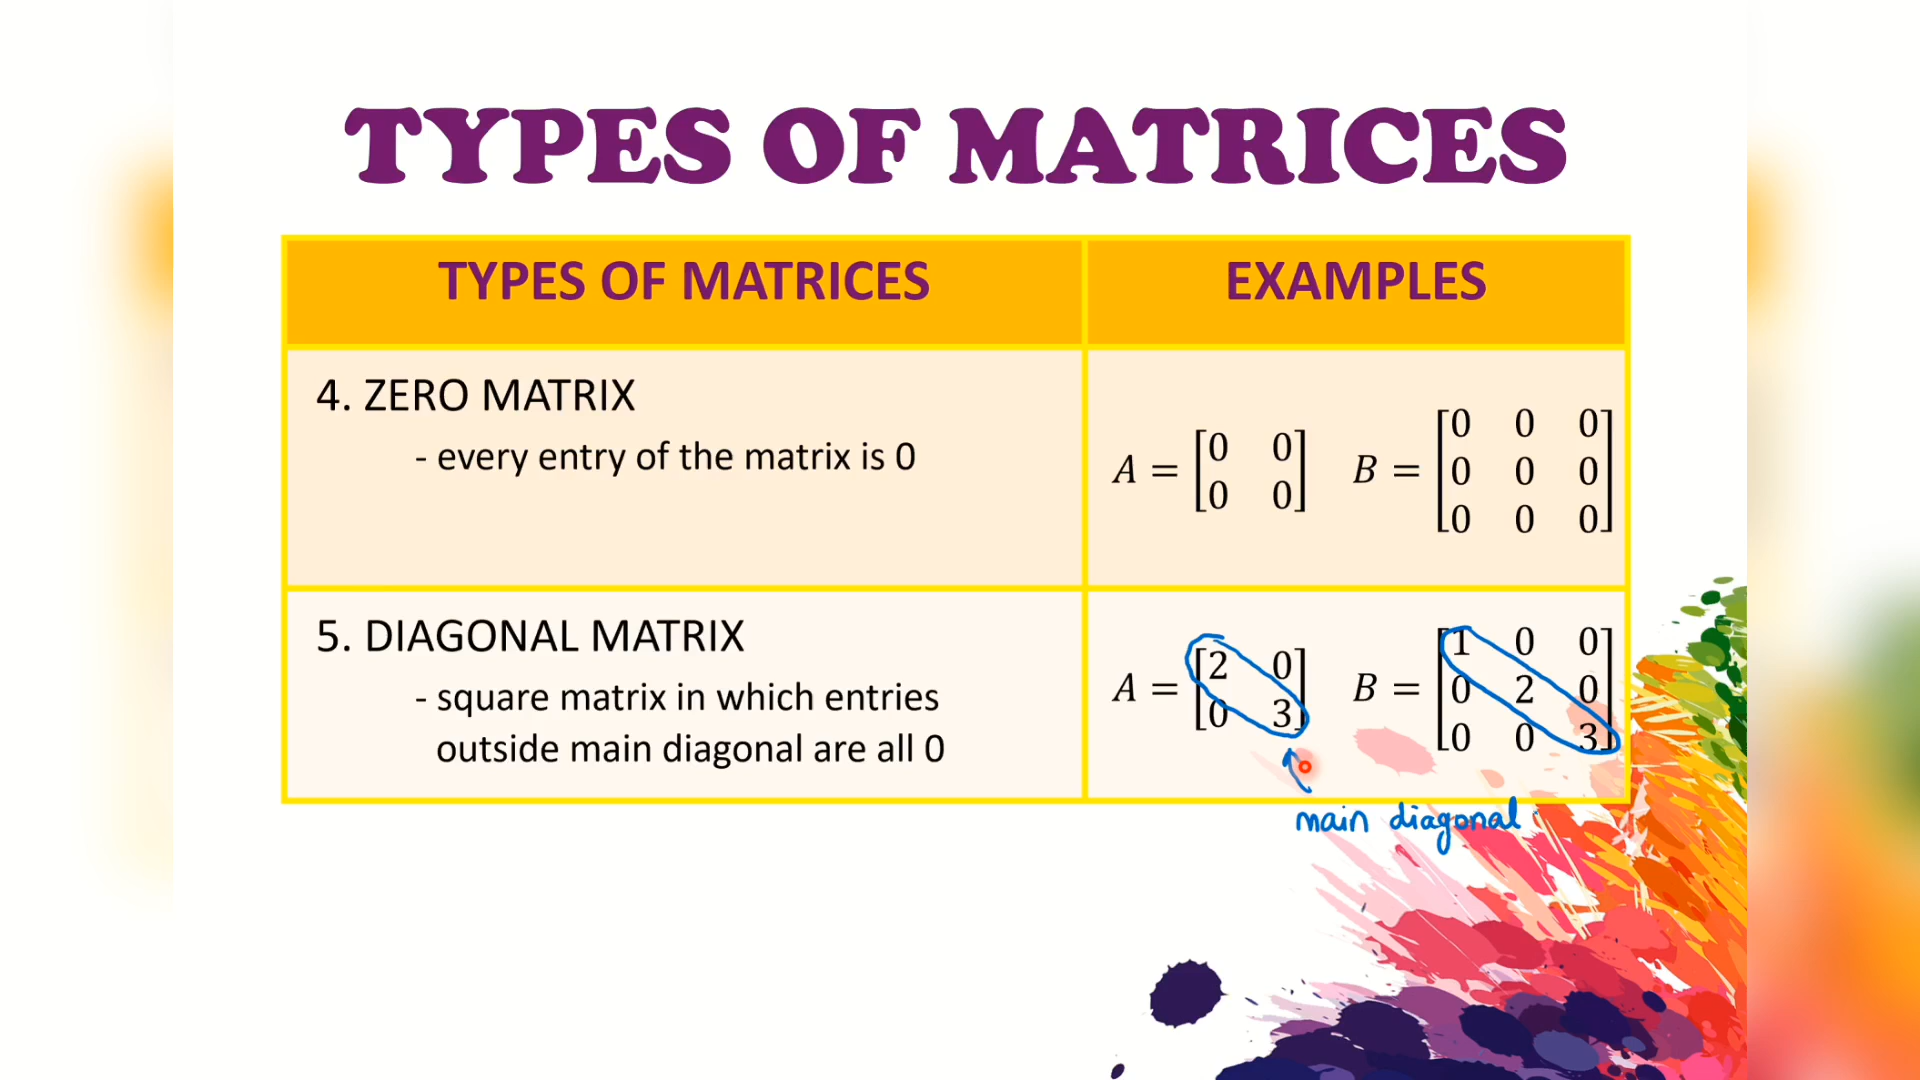 TYPES OF MATRICES
TYPES OF MATRICES EXAMPLES
4. ZERO MATRIX
- every entry of the matrix is 0
A = [0 0
0 0]
B = [0 0 0
0 0 0
0 0 0]
5. DIAGONAL MATRIX
- square matrix in which entries
outside main diagonal are all 0
A = [2 0
0 3]
B = [1 0 0
0 2 0
0 0 3]
main diagonal